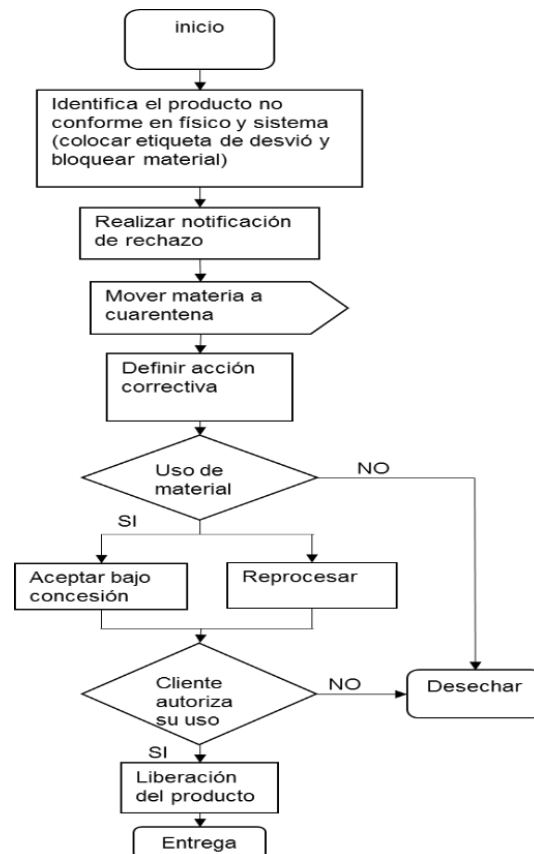 inicio
Identifica el producto no
conforme en físico y sistema
(colocar etiqueta de desvió y
bloquear material)
Realizar notificación
de rechazo
Mover materia a
cuarentena
Definir acción
correctiva
Uso de
material
NO
SI
Aceptar bajo
concesión
Reprocesar
Cliente
autoriza
su uso
NO
Desechar
SI
Liberación
del producto
Entrega